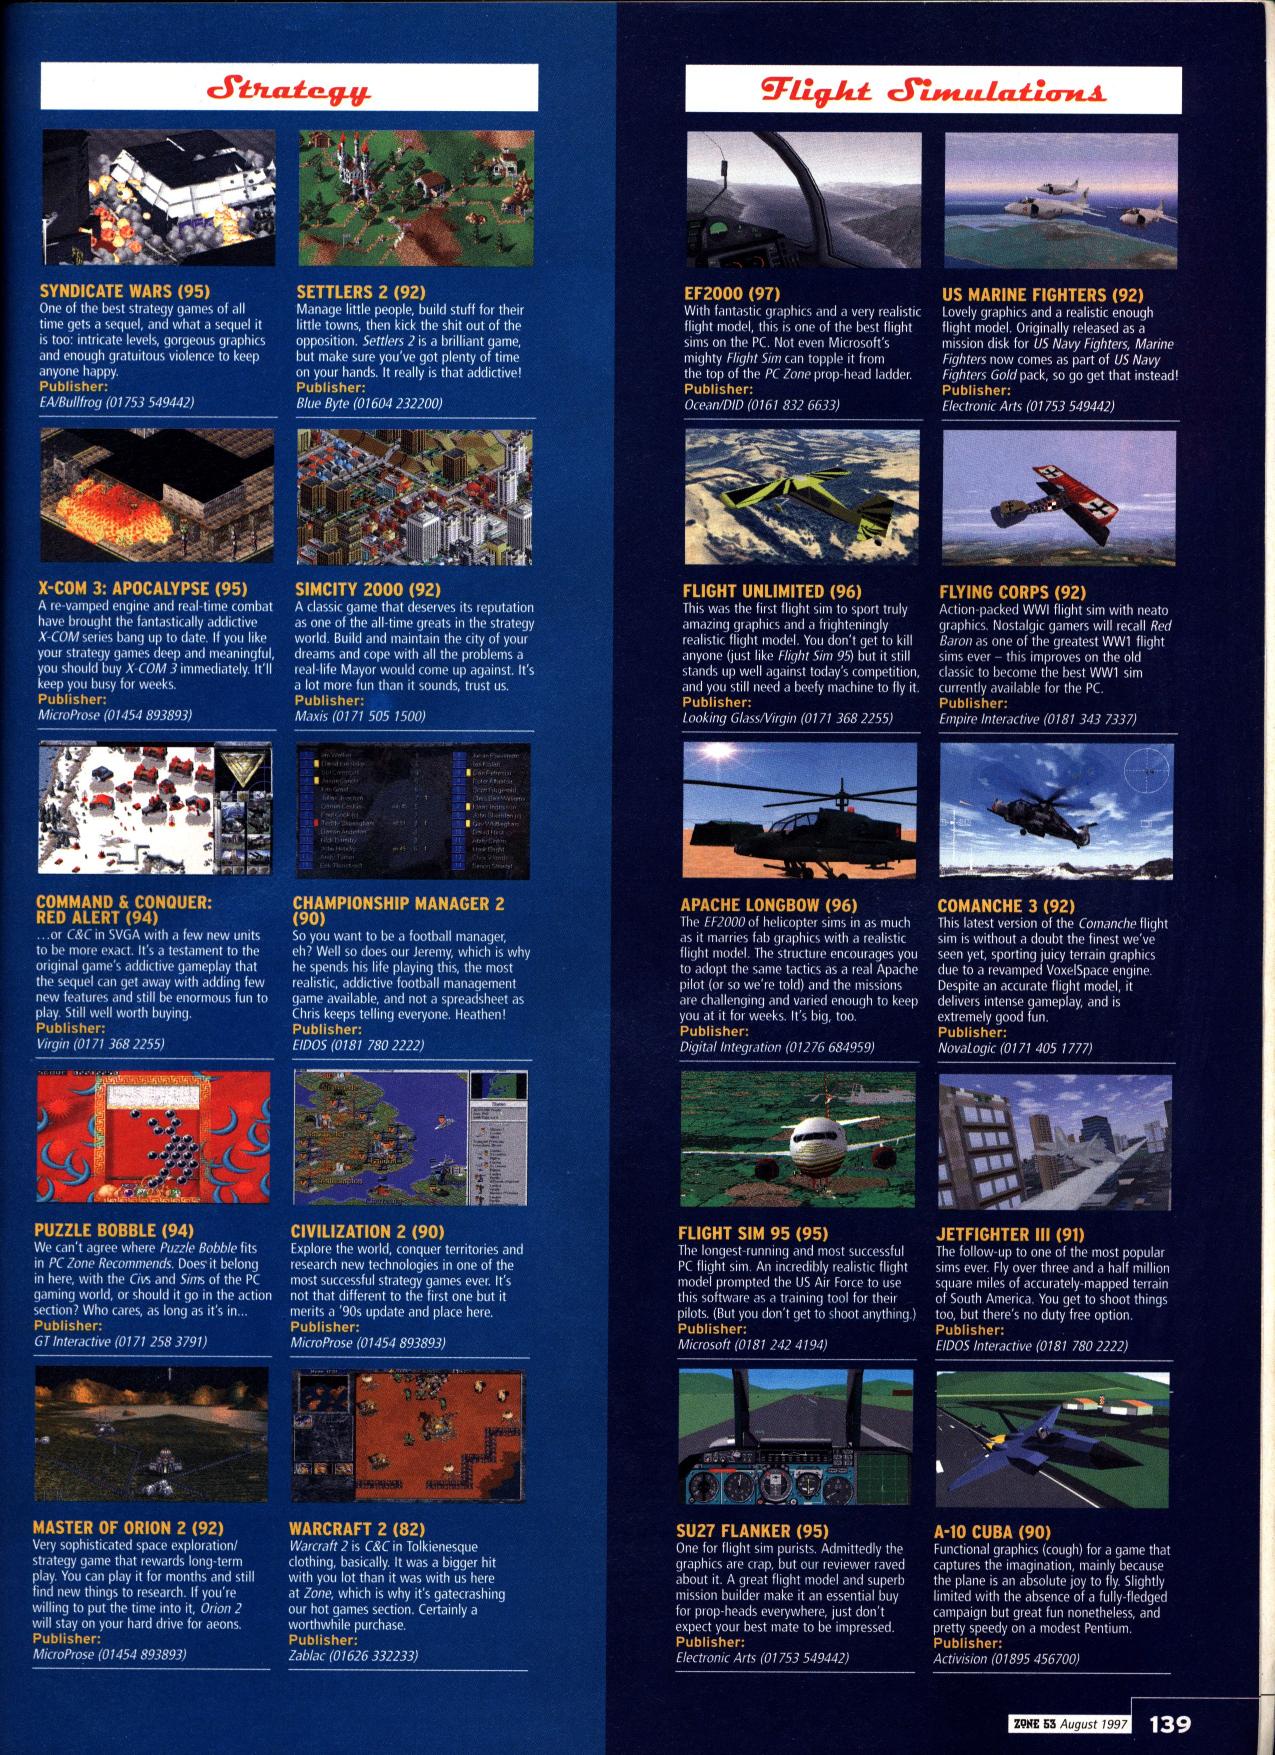 Strategy
SYNDICATE WARS (95)
One of the best strategy games of all
time gets a sequel, and what a sequel it
is too: intricate levels, gorgeous graphics
and enough gratuitous violence to keep
anyone happy.
Publisher:
EA/Bullfrog (01753 549442)
SETTLERS 2 (92)
Manage little people, build stuff for their
little towns, then kick the shit out of the
opposition. Settlers 2 is a brilliant game,
but make sure you've got plenty of time
on your hands. It really is that addictive!
Publisher:
Blue Byte (01604 232200)
X-COM 3: APOCALYPSE (95)
A re-vamped engine and real-time combat
have brought the fantastically addictive
X-COM series bang up to date. If you like
your strategy games deep and meaningful,
you should buy X-COM 3 immediately. It'll
keep you busy for weeks.
Publisher:
MicroProse (01454 893893)
SIMCITY 2000 (92)
A classic game that deserves its reputation
as one of the all-time greats in the strategy
world. Build and maintain the city of your
dreams and cope with all the problems a
real-life Mayor would come up against. It's
a lot more fun than it sounds, trust us.
Publisher:
Maxis (0171 505 1500)
COMMAND & CONQUER:
RED ALERT (94)
...or C&C in SVGA with a few new units
to be more exact. It's a testament to the
original game's addictive gameplay that
the sequel can get away with adding few
new features and still be enormous fun to
play. Still well worth buying.
Publisher:
Virgin (0171 368 2255)
CHAMPIONSHIP MANAGER 2
(90)
So you want to be a football manager,
eh? Well so does our Jeremy, which is why
he spends his life playing this, the most
realistic, addictive football management
game available, and not a spreadsheet as
Chris keeps telling everyone. Heathen!
Publisher:
EIDOS (0181 780 2222)
PUZZLE BOBBLE (94)
We can't agree where Puzzle Bobble fits
in PC Zone Recommends. Does it belong
in here, with the Civs and Sims of the PC
gaming world, or should it go in the action
section? Who cares, as long as it's in...
Publisher:
GT Interactive (0171 258 3791)
CIVILIZATION 2 (90)
Explore the world, conquer territories and
research new technologies in one of the
most successful strategy games ever. It's
not that different to the first one but it
merits a '90s update and place here.
Publisher:
MicroProse (01454 893893)
MASTER OF ORION 2 (92)
Very sophisticated space exploration/
strategy game that rewards long-term
play. You can play it for months and still
find new things to research. If you're
willing to put the time into it, Orion 2
will stay on your hard drive for aeons.
Publisher:
MicroProse (01454 893893)
WARCRAFT 2 (82)
Warcraft 2 is C&C in Tolkienesque
clothing, basically. It was a bigger hit
with you lot than it was with us here
at Zone, which is why it's gatecrashing
our hot games section. Certainly a
worthwhile purchase.
Publisher:
Zablac (01626 332233)
Flight Simulations
EF2000 (97)
With fantastic graphics and a very realistic
flight model, this is one of the best flight
sims on the PC. Not even Microsoft's
mighty Flight Sim can topple it from
the top of the PC Zone prop-head ladder.
Publisher:
Ocean/DID (0161 832 6633)
US MARINE FIGHTERS (92)
Lovely graphics and a realistic enough
flight model. Originally released as a
mission disk for US Navy Fighters, Marine
Fighters now comes as part of US Navy
Fighters Gold pack, so go get that instead!
Publisher:
Electronic Arts (01753 549442)
FLIGHT UNLIMITED (96)
This was the first flight sim to sport truly
amazing graphics and a frighteningly
realistic flight model. You don't get to kill
anyone (just like Flight Sim 95) but it still
stands up well against today's competition,
and you still need a beefy machine to fly it.
Publisher:
Looking Glass/Virgin (0171 368 2255)
FLYING CORPS (92)
Action-packed WWI flight sim with neato
graphics. Nostalgic gamers will recall Red
Baron as one of the greatest WW1 flight
sims ever – this improves on the old
classic to become the best WW1 sim
currently available for the PC.
Publisher:
Empire Interactive (0181 343 7337)
APACHE LONGBOW (96)
The EF2000 of helicopter sims in as much
as it marries fab graphics with a realistic
flight model. The structure encourages you
to adopt the same tactics as a real Apache
pilot (or so we're told) and the missions
are challenging and varied enough to keep
you at it for weeks. It's big, too.
Publisher:
Digital Integration (01276 684959)
COMANCHE 3 (92)
This latest version of the Comanche flight
sim is without a doubt the finest we've
seen yet, sporting juicy terrain graphics
due to a revamped VoxelSpace engine.
Despite an accurate flight model, it
delivers intense gameplay, and is
extremely good fun.
Publisher:
NovaLogic (0171 405 1777)
FLIGHT SIM 95 (95)
The longest-running and most successful
PC flight sim. An incredibly realistic flight
model prompted the US Air Force to use
this software as a training tool for their
pilots. (But you don't get to shoot anything.)
Publisher:
Microsoft (0181 242 4194)
JETFIGHTER III (91)
The follow-up to one of the most popular
sims ever. Fly over three and a half million
square miles of accurately-mapped terrain
of South America. You get to shoot things
too, but there's no duty free option.
Publisher:
EIDOS Interactive (0181 780 2222)
SU27 FLANKER (95)
One for flight sim purists. Admittedly the
graphics are crap, but our reviewer raved
about it. A great flight model and superb
mission builder make it an essential buy
for prop-heads everywhere, just don't
expect your best mate to be impressed.
Publisher:
Electronic Arts (01753 549442)
A-10 CUBA (90)
Functional graphics (cough) for a game that
captures the imagination, mainly because
the plane is an absolute joy to fly. Slightly
limited with the absence of a fully-fledged
campaign but great fun nonetheless, and
pretty speedy on a modest Pentium.
Publisher:
Activision (01895 456700)
ZONE 53 August 1997 139